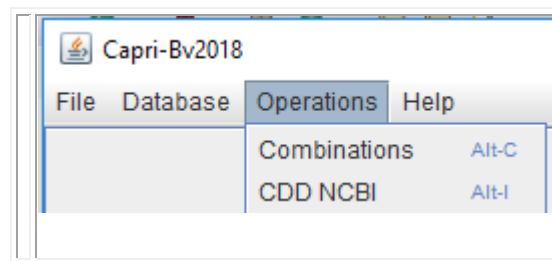 Capri-Bv2018
File Database Operations Help
Combinations Alt-C
CDD NCBI Alt-I